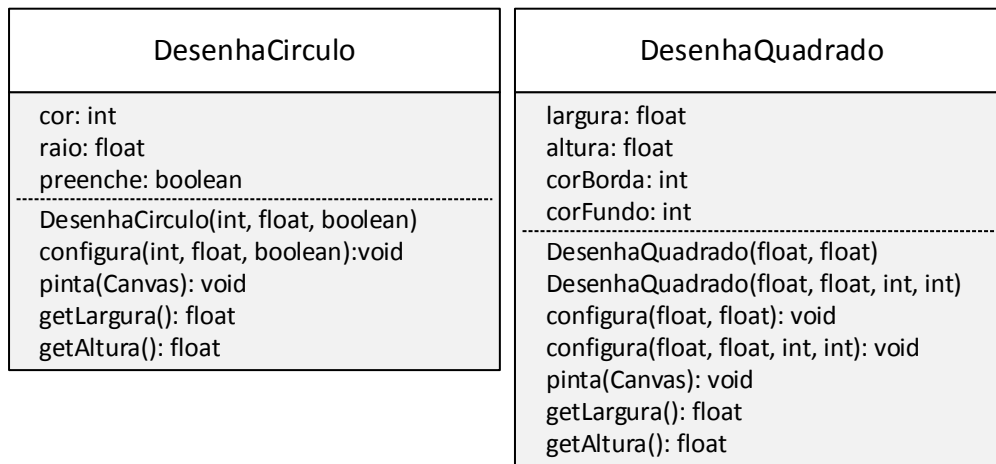 DesenhaCirculo
cor: int
raio: float
preenche: boolean
DesenhaCirculo(int, float, boolean)
configura(int, float, boolean):void
pinta(Canvas): void
getLargura(): float
getAltura(): float
DesenhaQuadrado
largura: float
altura: float
corBorda: int
corFundo: int
DesenhaQuadrado(float, float)
DesenhaQuadrado(float, float, int, int)
configura(float, float): void
configura(float, float, int, int): void
pinta(Canvas): void
getLargura(): float
getAltura(): float